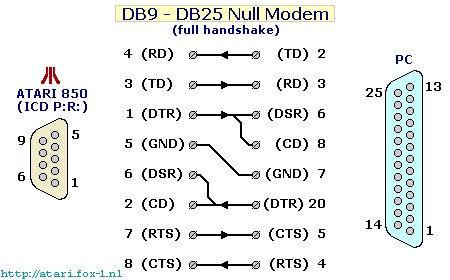 DB9 - DB25 Null Modem
(full handshake)
4 (RD) (TD) 2
3 (TD) (RD) 3
1 (DTR) (DSR) 6
(CD) 8
5 (GND) (GND) 7
6 (DSR)
2 (CD) (DTR) 20
7 (RTS) (CTS) 5
8 (CTS) (RTS) 4
ATARI 850
(ICD P:R:)
9 5
6 1
PC
25 13
14 1
http://atari.fox-1.nl